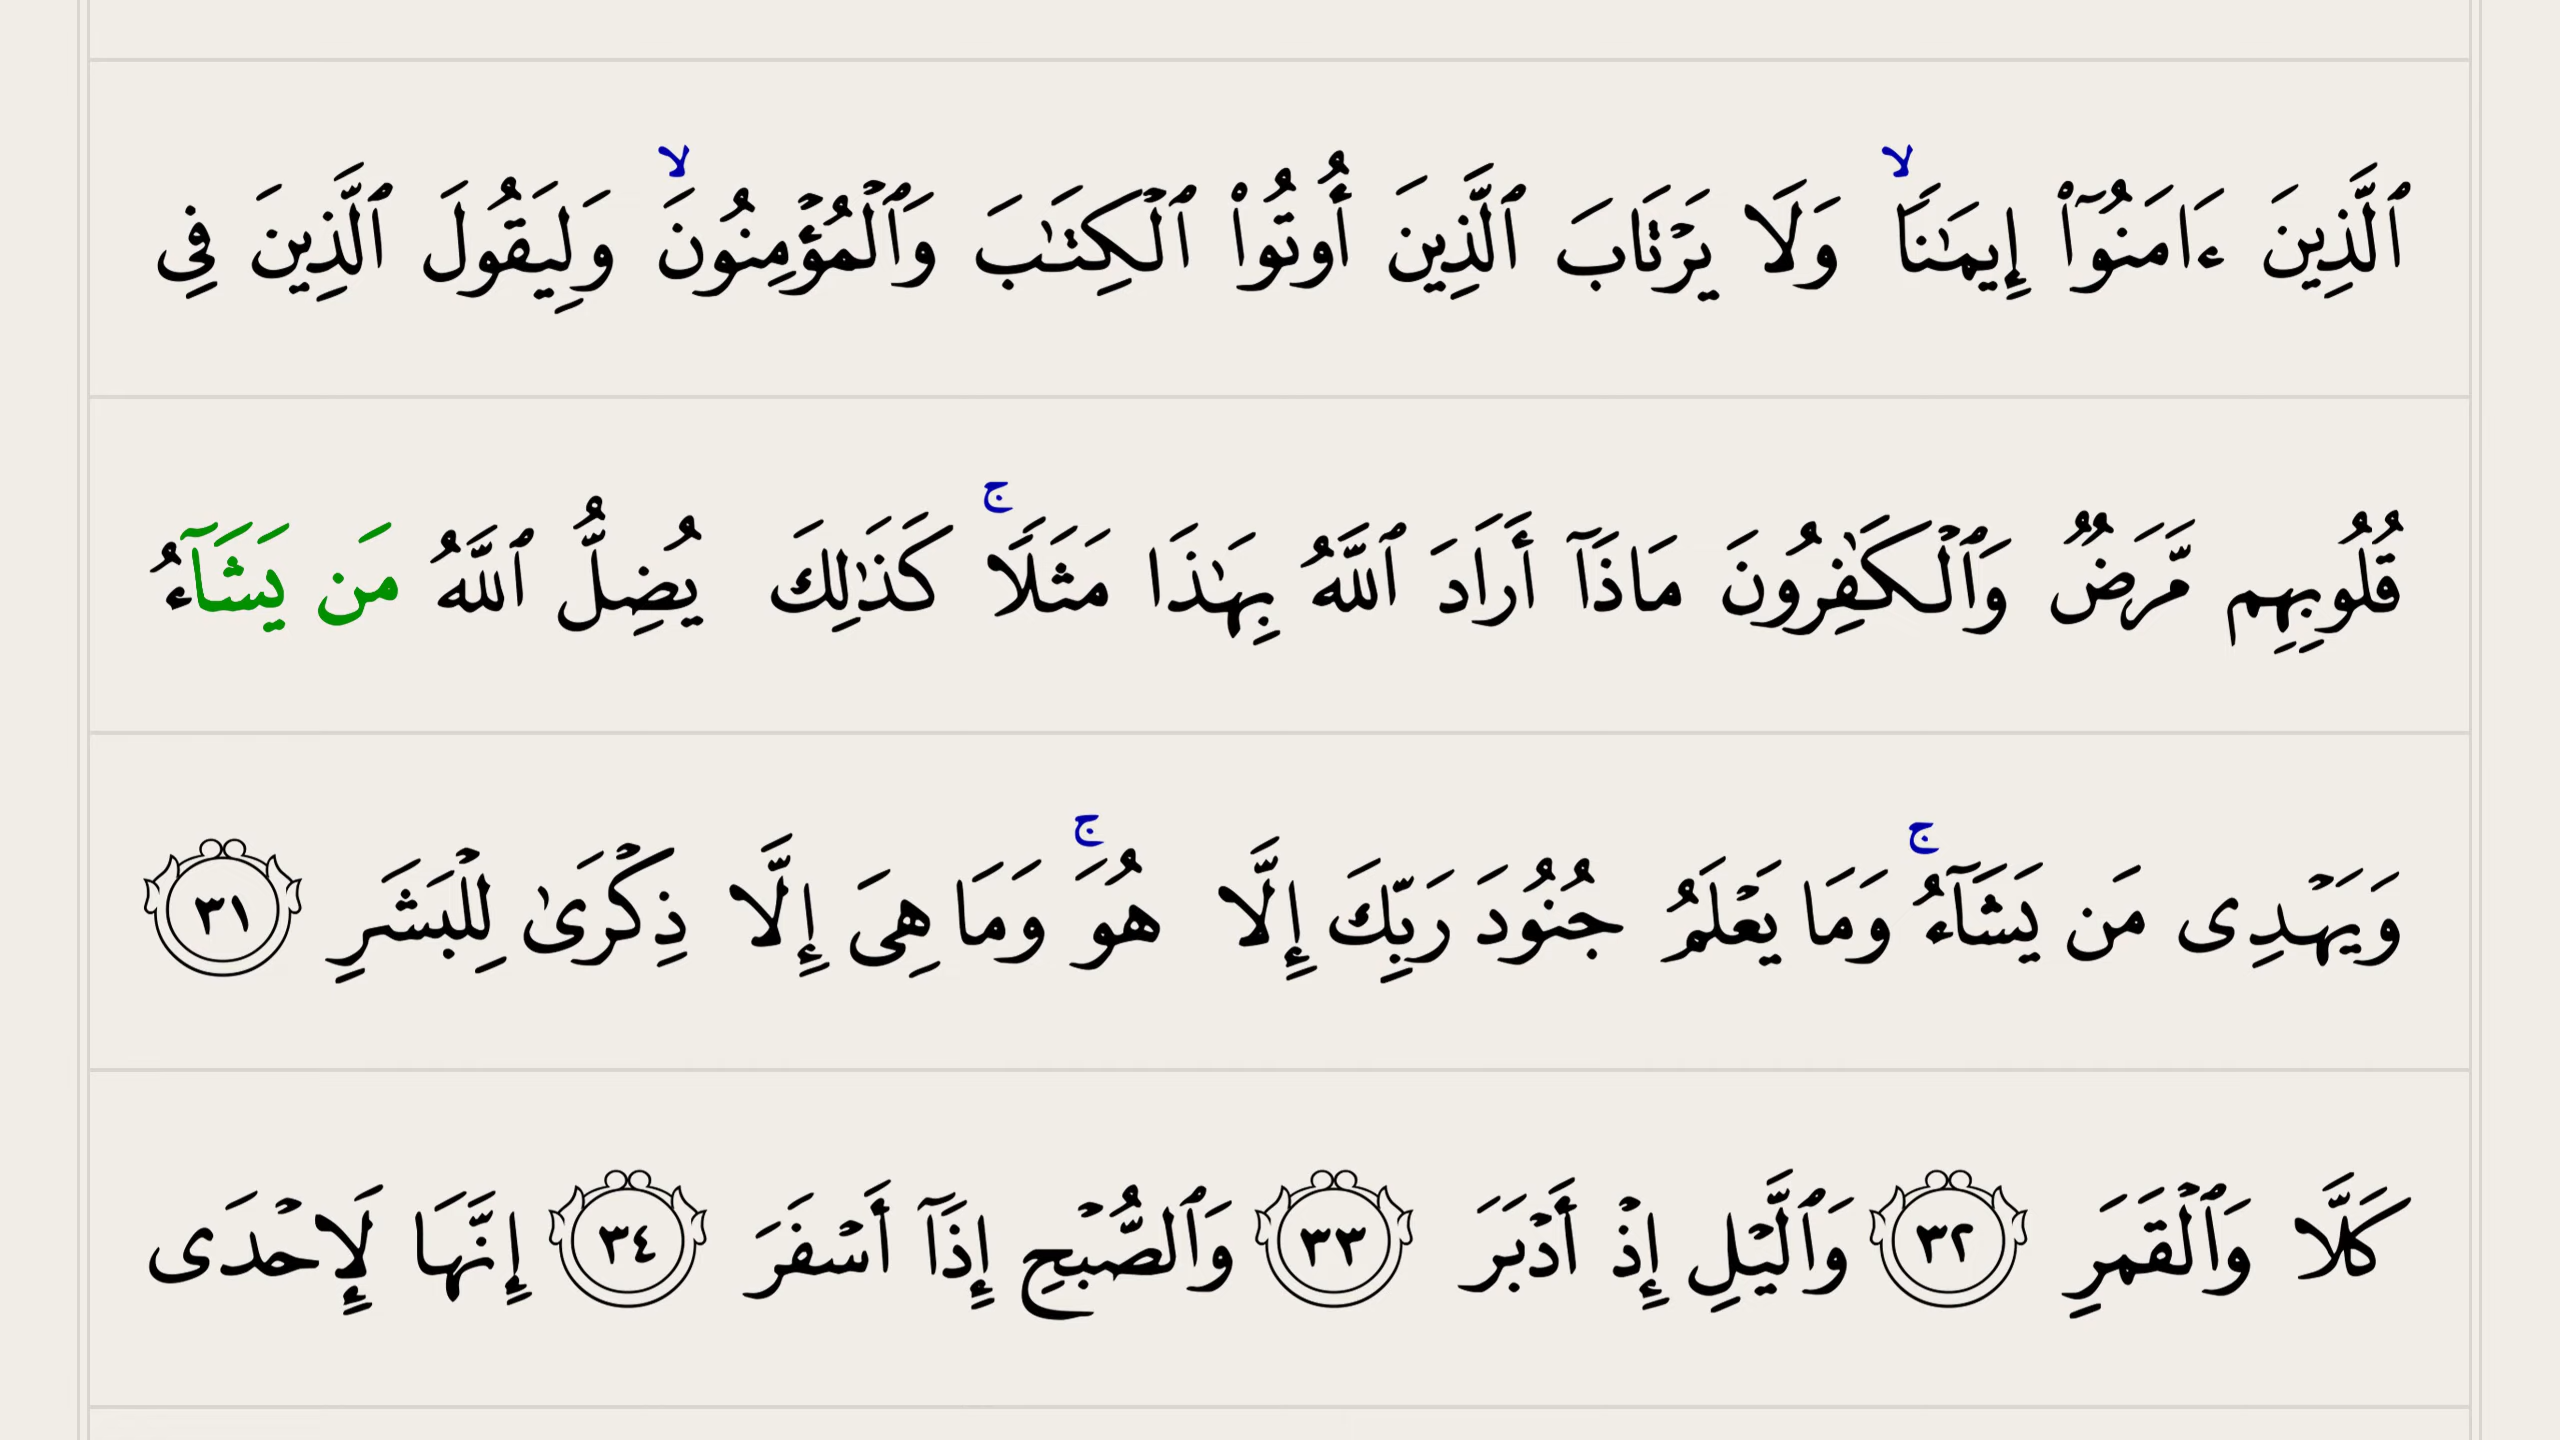 ٱلَّذِينَ ءَامَنُوٓا۟ إِيمَـٰنًۭا ۙ وَلَا يَرْتَابَ ٱلَّذِينَ أُوتُوا۟ ٱلْكِتَـٰبَ وَٱلْمُؤْمِنُونَ ۙ وَلِيَقُولَ ٱلَّذِينَ فِى
قُلُوبِهِم مَّرَضٌۭ وَٱلْكَـٰفِرُونَ مَاذَآ أَرَادَ ٱللَّهُ بِهَـٰذَا مَثَلًۭا ۚ كَذَٰلِكَ يُضِلُّ ٱللَّهُ مَن يَشَآءُ
وَيَهْدِى مَن يَشَآءُ ۚ وَمَا يَعْلَمُ جُنُودَ رَبِّكَ إِلَّا هُوَ ۚ وَمَا هِىَ إِلَّا ذِكْرَىٰ لِلْبَشَرِ ٣١
كَلَّا وَٱلْقَمَرِ ٣٢ وَٱلَّيْلِ إِذْ أَدْبَرَ ٣٣ وَٱلصُّبْحِ إِذَآ أَسْفَرَ ٣٤ إِنَّهَا لَإِحْدَى